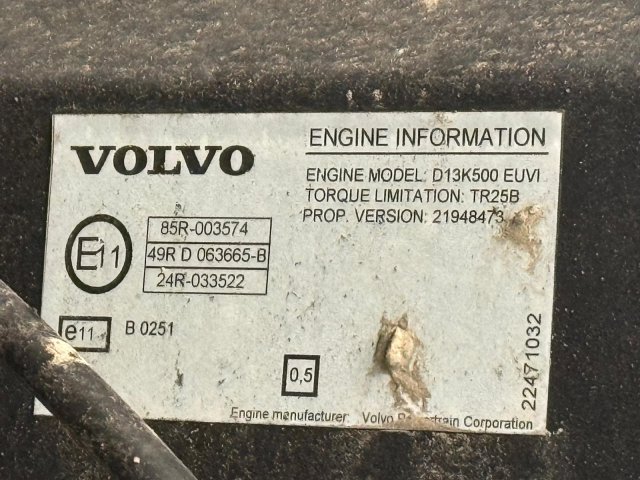 VOLVO
ENGINE INFORMATION
ENGINE MODEL: D13K500 EUVI
TORQUE LIMITATION: TR25B
PROP. VERSION: 21948473
E11
85R-003574
49R D 063665-B
24R-033522
e11
B 0251
0,5
22471032
Engine manufacturer Volvo Corporation